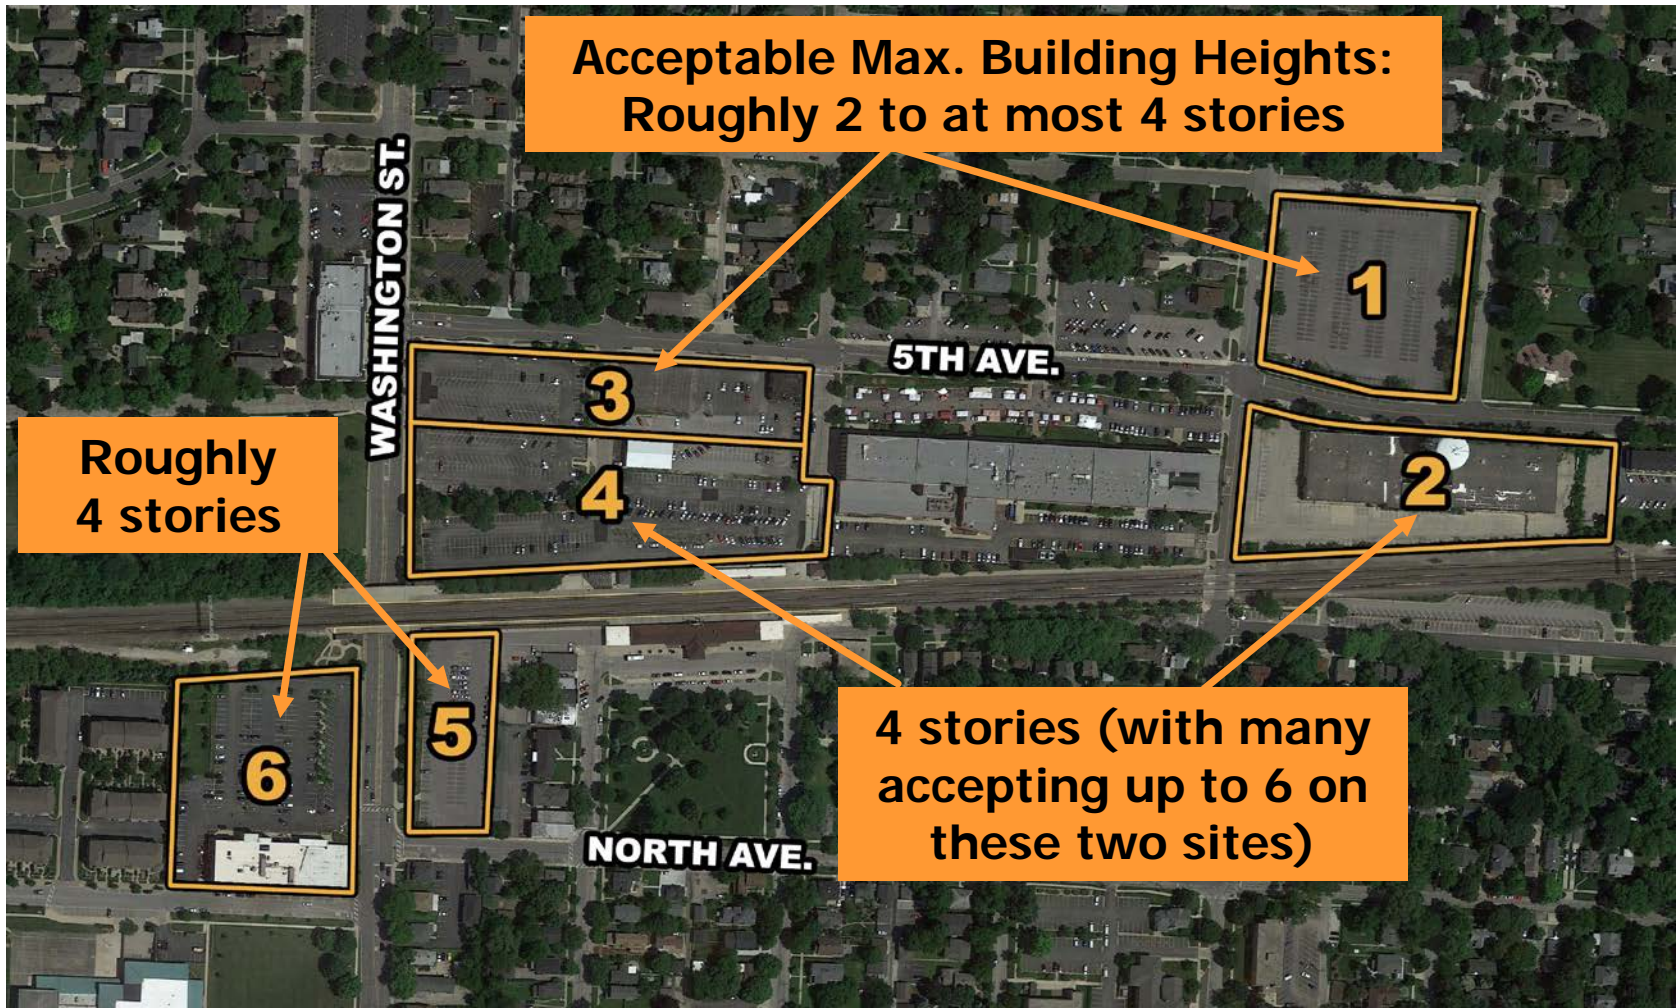 Acceptable Max. Building Heights:
Roughly 2 to at most 4 stories
WASHINGTON ST.
1
5TH AVE.
3
Roughly
4 stories
4
2
5
6
4 stories (with many
accepting up to 6 on
these two sites)
NORTH AVE.